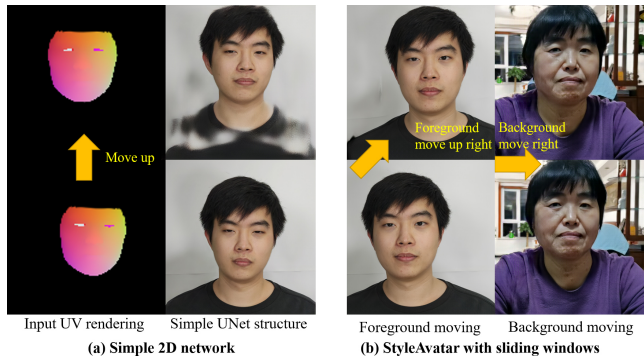 Move up
Foreground
move up right
Background
move right
Input UV rendering
Simple UNet structure
Foreground moving
Background moving
(a) Simple 2D network
(b) StyleAvatar with sliding windows